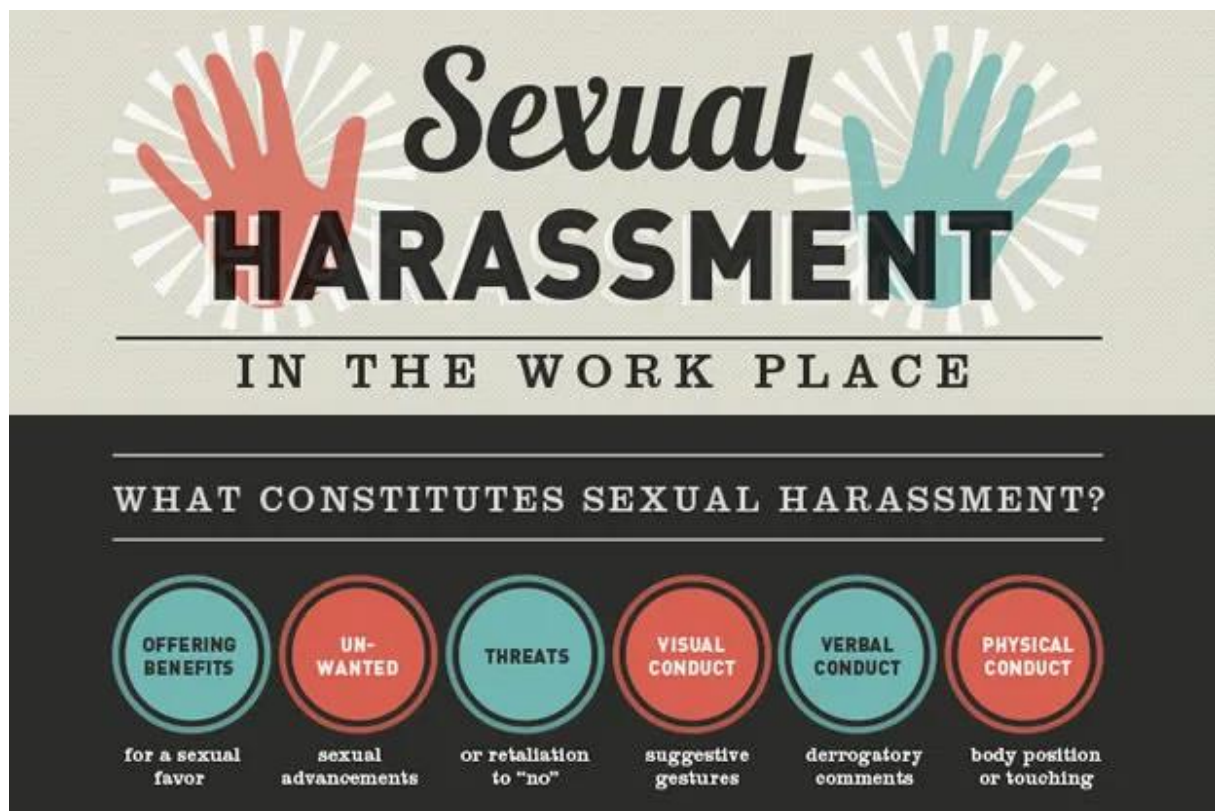 Sexual
HARASSMENT
IN THE WORK PLACE
WHAT CONSTITUTES SEXUAL HARASSMENT?
OFFERING
BENEFITS
for a sexual
favor
UN-
WANTED
sexual
advancements
THREATS
or retaliation
to "no"
VISUAL
CONDUCT
suggestive
gestures
VERBAL
CONDUCT
derrogatory
comments
PHYSICAL
CONDUCT
body position
or touching